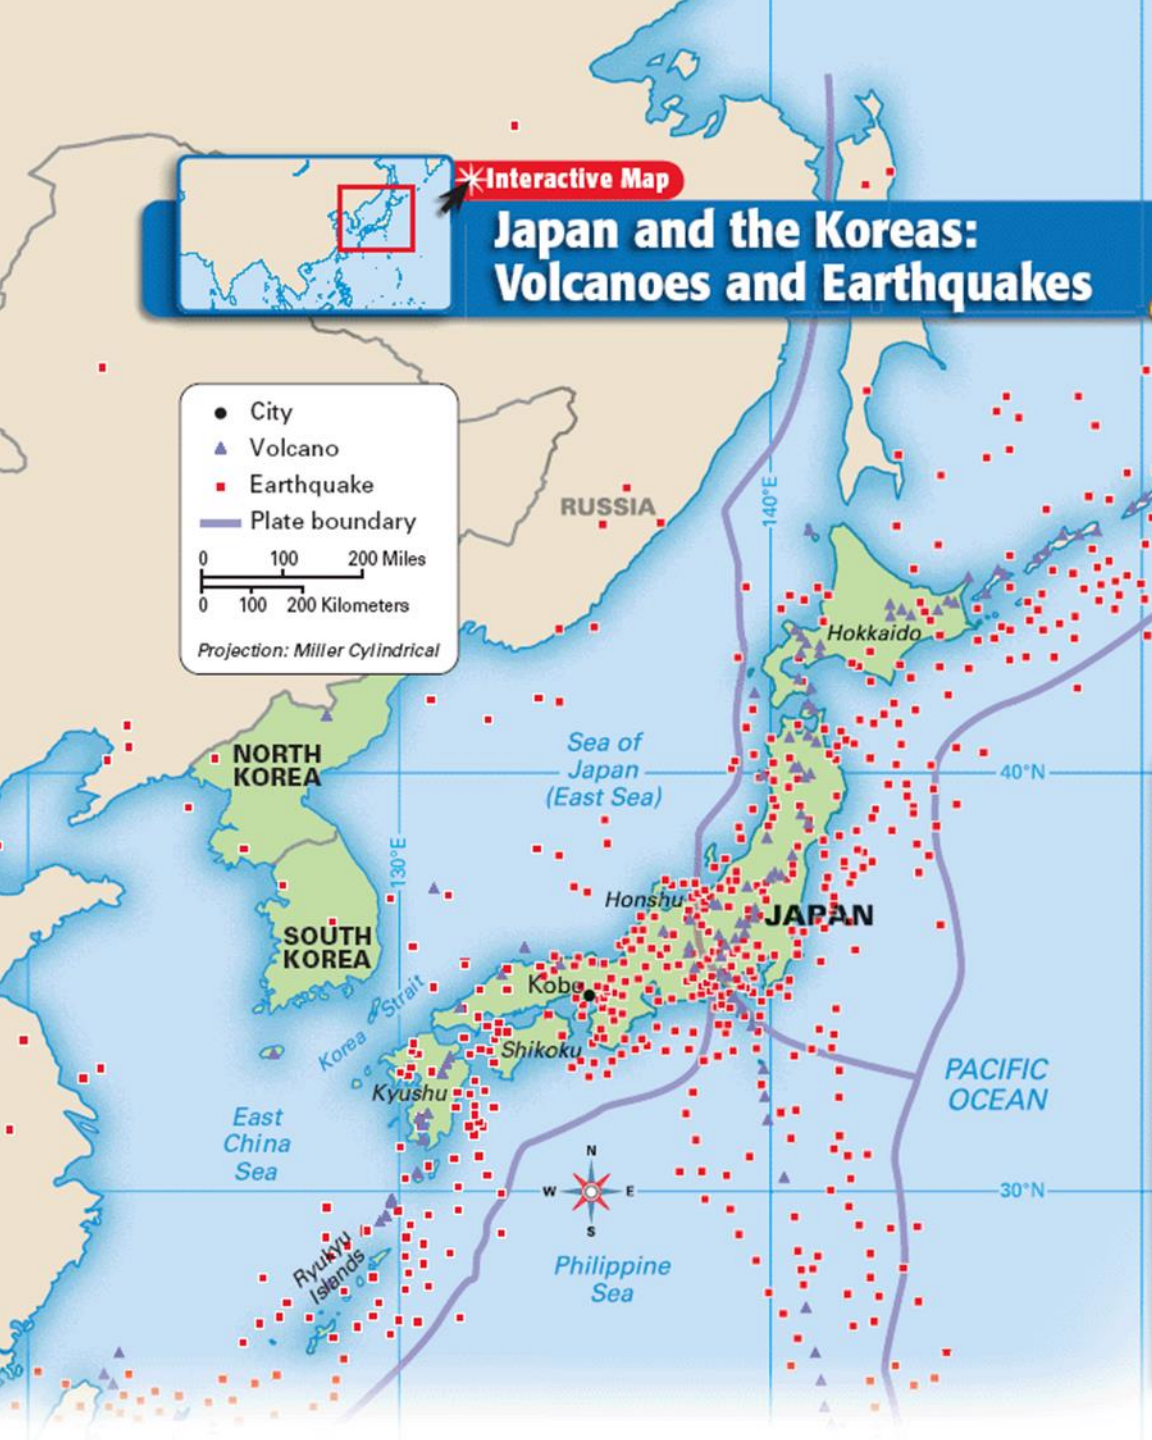 Interactive Map
Japan and the Koreas:
Volcanoes and Earthquakes
City
Volcano
Earthquake
Plate boundary
0 100 200 Miles
0 100 200 Kilometers
Projection: Miller Cylindrical
RUSSIA
140°E
Hokkaido
NORTH
KOREA
Sea of
Japan
(East Sea)
40°N
130°E
Honshu
JAPAN
SOUTH
KOREA
Kobe
Korea Strait
Shikoku
Kyushu
PACIFIC
OCEAN
East
China
Sea
N
W E
S
30°N
Ryukyu
Islands
Philippine
Sea